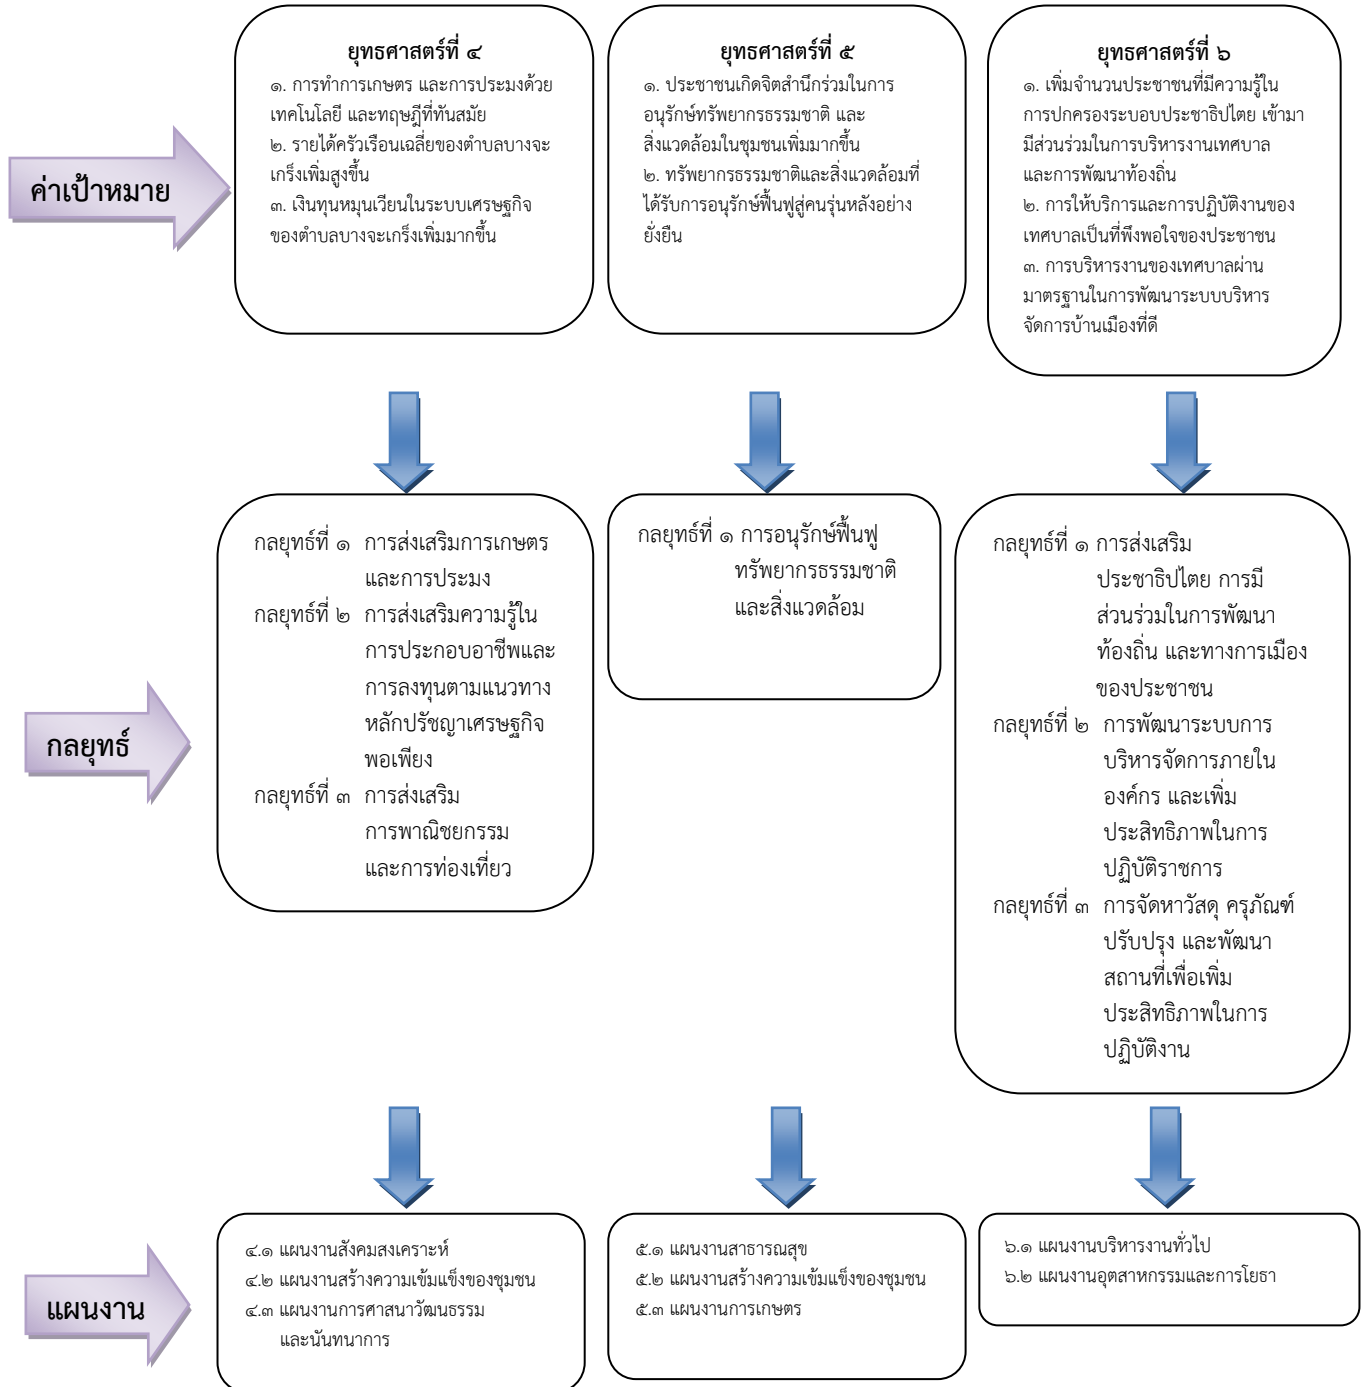 ค่าเป้าหมาย
ยุทธศาสตร์ที่ ๔
๑. การทำการเกษตร และการประมงด้วย
เทคโนโลยี และทฤษฎีที่ทันสมัย
๒. รายได้ครัวเรือนเฉลี่ยของตำบลบางจะ
เกร็งเพิ่มสูงขึ้น
๓. เงินทุนหมุนเวียนในระบบเศรษฐกิจ
ของตำบลบางจะเกร็งเพิ่มมากขึ้น
ยุทธศาสตร์ที่ ๕
๑. ประชาชนเกิดจิตสำนึกร่วมในการ
อนุรักษ์ทรัพยากรธรรมชาติ และ
สิ่งแวดล้อมในชุมชนเพิ่มมากขึ้น
๒. ทรัพยากรธรรมชาติและสิ่งแวดล้อมที่
ได้รับการอนุรักษ์ฟื้นฟูสู่คนรุ่นหลังอย่าง
ยั่งยืน
ยุทธศาสตร์ที่ ๖
๑. เพิ่มจำนวนประชาชนที่มีความรู้ใน
การปกครองระบอบประชาธิปไตย เข้ามา
มีส่วนร่วมในการบริหารงานเทศบาล
และการพัฒนาท้องถิ่น
๒. การให้บริการและการปฏิบัติงานของ
เทศบาลเป็นที่พึงพอใจของประชาชน
๓. การบริหารงานของเทศบาลผ่าน
มาตรฐานในการพัฒนาระบบบริหาร
จัดการบ้านเมืองที่ดี
กลยุทธ์
กลยุทธ์ที่ ๑ การส่งเสริมการเกษตร
และการประมง
กลยุทธ์ที่ ๒ การส่งเสริมความรู้ใน
การประกอบอาชีพและ
การลงทุนตามแนวทาง
หลักปรัชญาเศรษฐกิจ
พอเพียง
กลยุทธ์ที่ ๓ การส่งเสริม
การพาณิชยกรรม
และการท่องเที่ยว
กลยุทธ์ที่ ๑ การอนุรักษ์ฟื้นฟู
ทรัพยากรธรรมชาติ
และสิ่งแวดล้อม
กลยุทธ์ที่ ๑ การส่งเสริม
ประชาธิปไตย การมี
ส่วนร่วมในการพัฒนา
ท้องถิ่น และทางการเมือง
ของประชาชน
กลยุทธ์ที่ ๒ การพัฒนาระบบการ
บริหารจัดการภายใน
องค์กร และเพิ่ม
ประสิทธิภาพในการ
ปฏิบัติราชการ
กลยุทธ์ที่ ๓ การจัดหาวัสดุ ครุภัณฑ์
ปรับปรุง และพัฒนา
สถานที่เพื่อเพิ่ม
ประสิทธิภาพในการ
ปฏิบัติงาน
แผนงาน
๔.๑ แผนงานสังคมสงเคราะห์
๔.๒ แผนงานสร้างความเข้มแข็งของชุมชน
๔.๓ แผนงานการศาสนาวัฒนธรรม
และนันทนาการ
๕.๑ แผนงานสาธารณสุข
๕.๒ แผนงานสร้างความเข้มแข็งของชุมชน
๕.๓ แผนงานการเกษตร
๖.๑ แผนงานบริหารงานทั่วไป
๖.๒ แผนงานอุตสาหกรรมและการโยธา